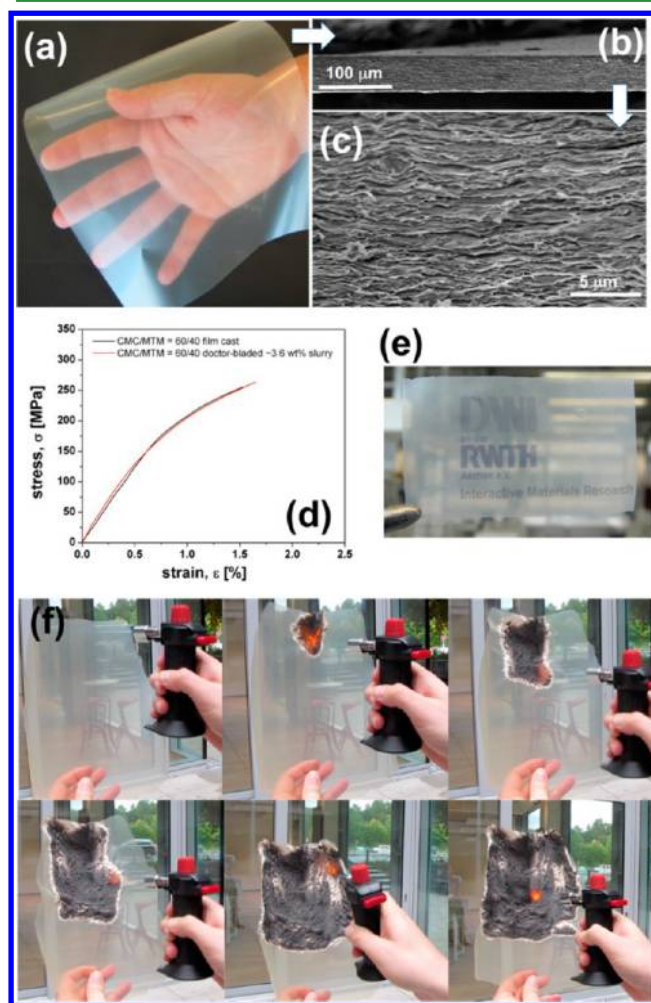 (a)
(b)
100 μm
(c)
5 μm
350
300
250
200
150
100
50
0
0.0
0.5
1.0
1.5
2.0
2.5
stress, σ [MPa]
strain, ε [%]
CMC/MTM = 60/40 film cast
CMC/MTM = 60/40 doctor-bladed ~3.6 wt% slurry
(d)
(e)
DWI
RWTH
Interactive Materials Research
(f)